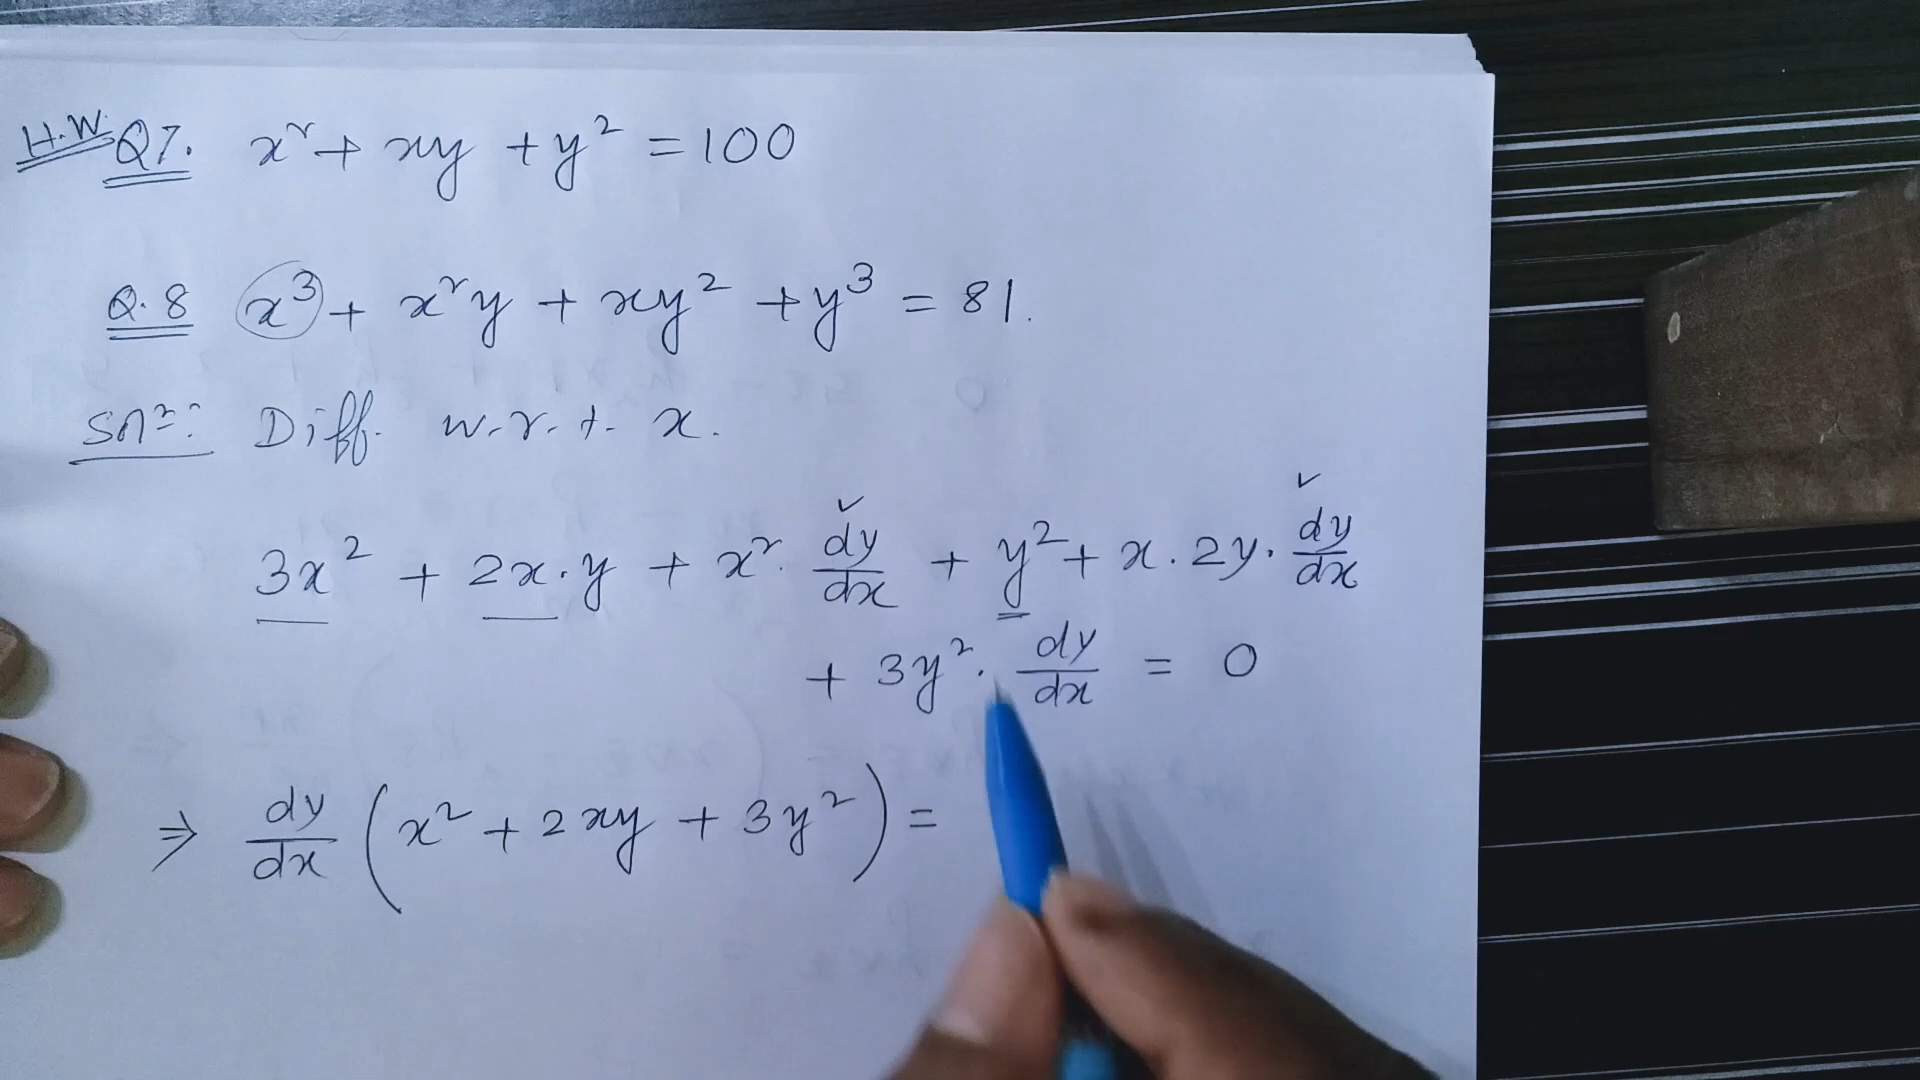 H.W. Q7. x² + xy + y² = 100
Q.8 x³ + x²y + xy² + y³ = 81.
Solⁿ: Diff. w.r.t. x.
3x² + 2x.y + x². dy/dx + y² + x.2y. dy/dx
+ 3y². dy/dx = 0
⇒ dy/dx (x² + 2xy + 3y²) =